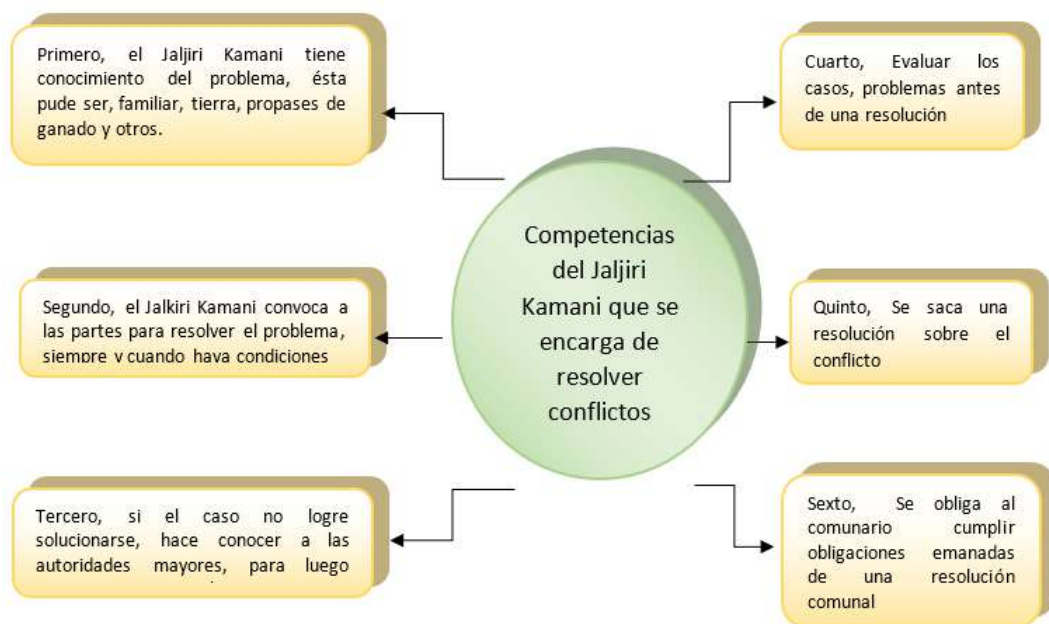 Primero, el Jaljiri Kamani tiene
conocimiento del problema, ésta
pude ser, familiar, tierra, propases de
ganado y otros.
Segundo, el Jalkiri Kamani convoca a
las partes para resolver el problema,
siempre y cuando haya condiciones
Tercero, si el caso no logre
solucionarse, hace conocer a las
autoridades mayores, para luego
Competencias
del Jaljiri
Kamani que se
encarga de
resolver
conflictos
Cuarto, Evaluar los
casos, problemas antes
de una resolución
Quinto, Se saca una
resolución sobre el
conflicto
Sexto, Se obliga al
comunario cumplir
obligaciones emanadas
de una resolución
comunal